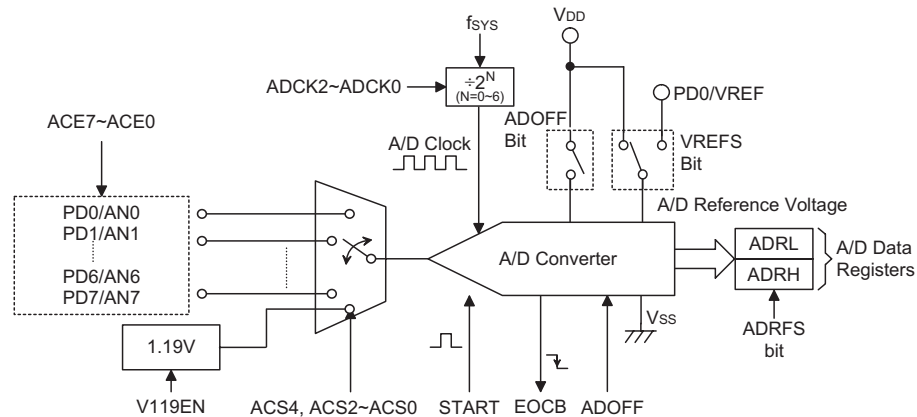 fSYS
VDD
ADCK2~ADCK0
÷2^N
(N=0~6)
PD0/VREF
ACE7~ACE0
A/D Clock
ADOFF
Bit
VREFS
Bit
A/D Reference Voltage
PD0/AN0
PD1/AN1
PD6/AN6
PD7/AN7
A/D Converter
ADRL
ADRH
A/D Data
Registers
1.19V
VSS
ADRFS
bit
V119EN
ACS4, ACS2~ACS0
START
EOCB
ADOFF